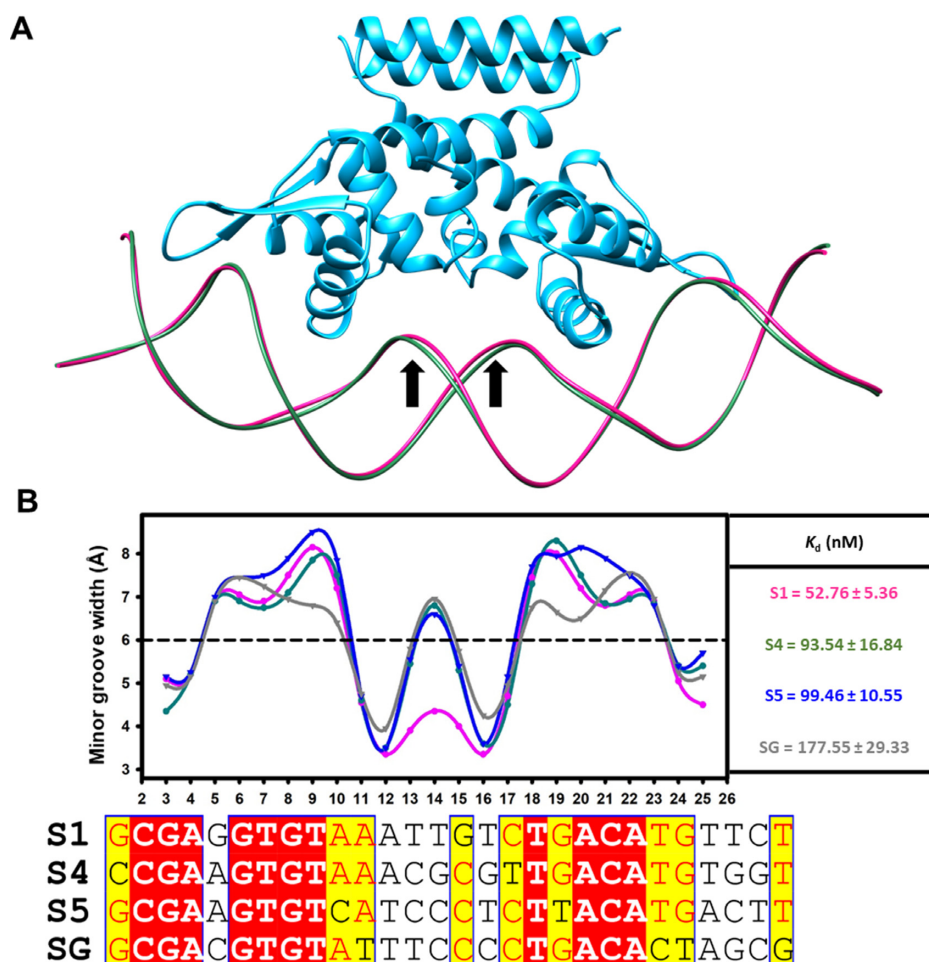 A
B
Minor groove width (Å)
8
7
6
5
4
3
2 3 4 5 6 7 8 9 10 11 12 13 14 15 16 17 18 19 20 21 22 23 24 25 26
Kd (nM)
S1 = 52.76 ± 5.36
S4 = 93.54 ± 16.84
S5 = 99.46 ± 10.55
SG = 177.55 ± 29.33
S1 GCGAGGTGTAAATTGTCTGACATGTTCT
S4 CCGAAGTGTAAACGCGTTGACATGTGGT
S5 GCGAAGTGTCATCCCTCTTACATGACTT
SG GCGACGTGTATTTCCCCTGACACTAGCG